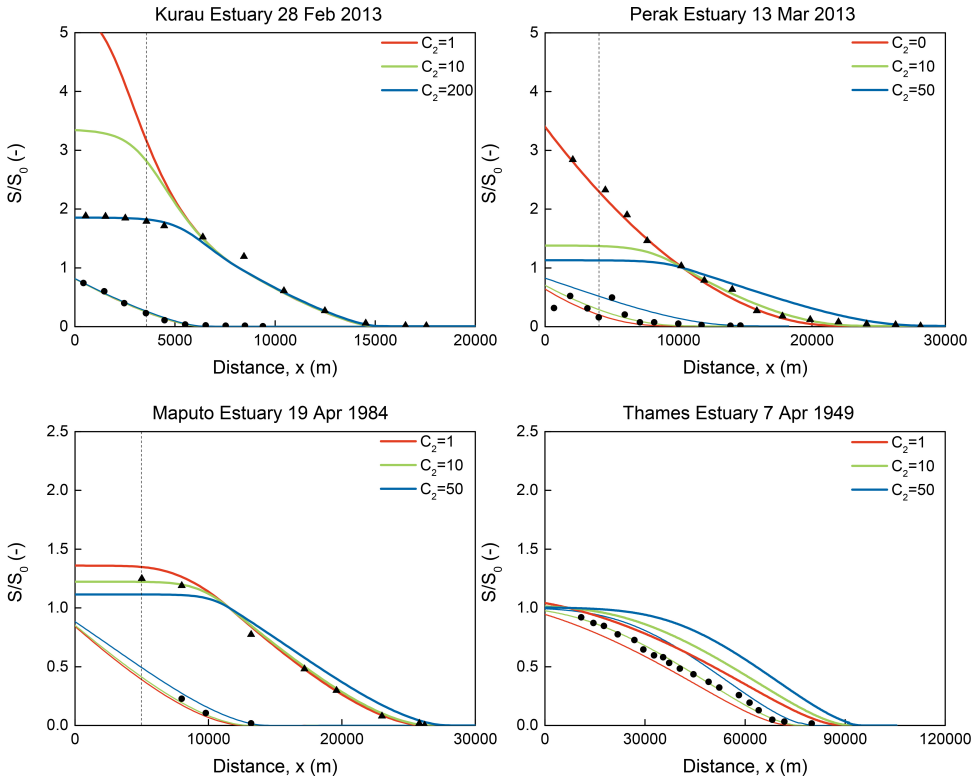 Kurau Estuary 28 Feb 2013
5
4
3
2
1
0
S/S₀ (-)
C₂=1
C₂=10
C₂=200
0
5000
10000
15000
20000
Distance, x (m)
Perak Estuary 13 Mar 2013
5
4
3
2
1
0
S/S₀ (-)
C₂=0
C₂=10
C₂=50
0
10000
20000
30000
Distance, x (m)
Maputo Estuary 19 Apr 1984
2.5
2.0
1.5
1.0
0.5
0.0
S/S₀ (-)
C₂=1
C₂=10
C₂=50
0
10000
20000
30000
Distance, x (m)
Thames Estuary 7 Apr 1949
2.5
2.0
1.5
1.0
0.5
0.0
S/S₀ (-)
C₂=1
C₂=10
C₂=50
0
30000
60000
90000
120000
Distance, x (m)